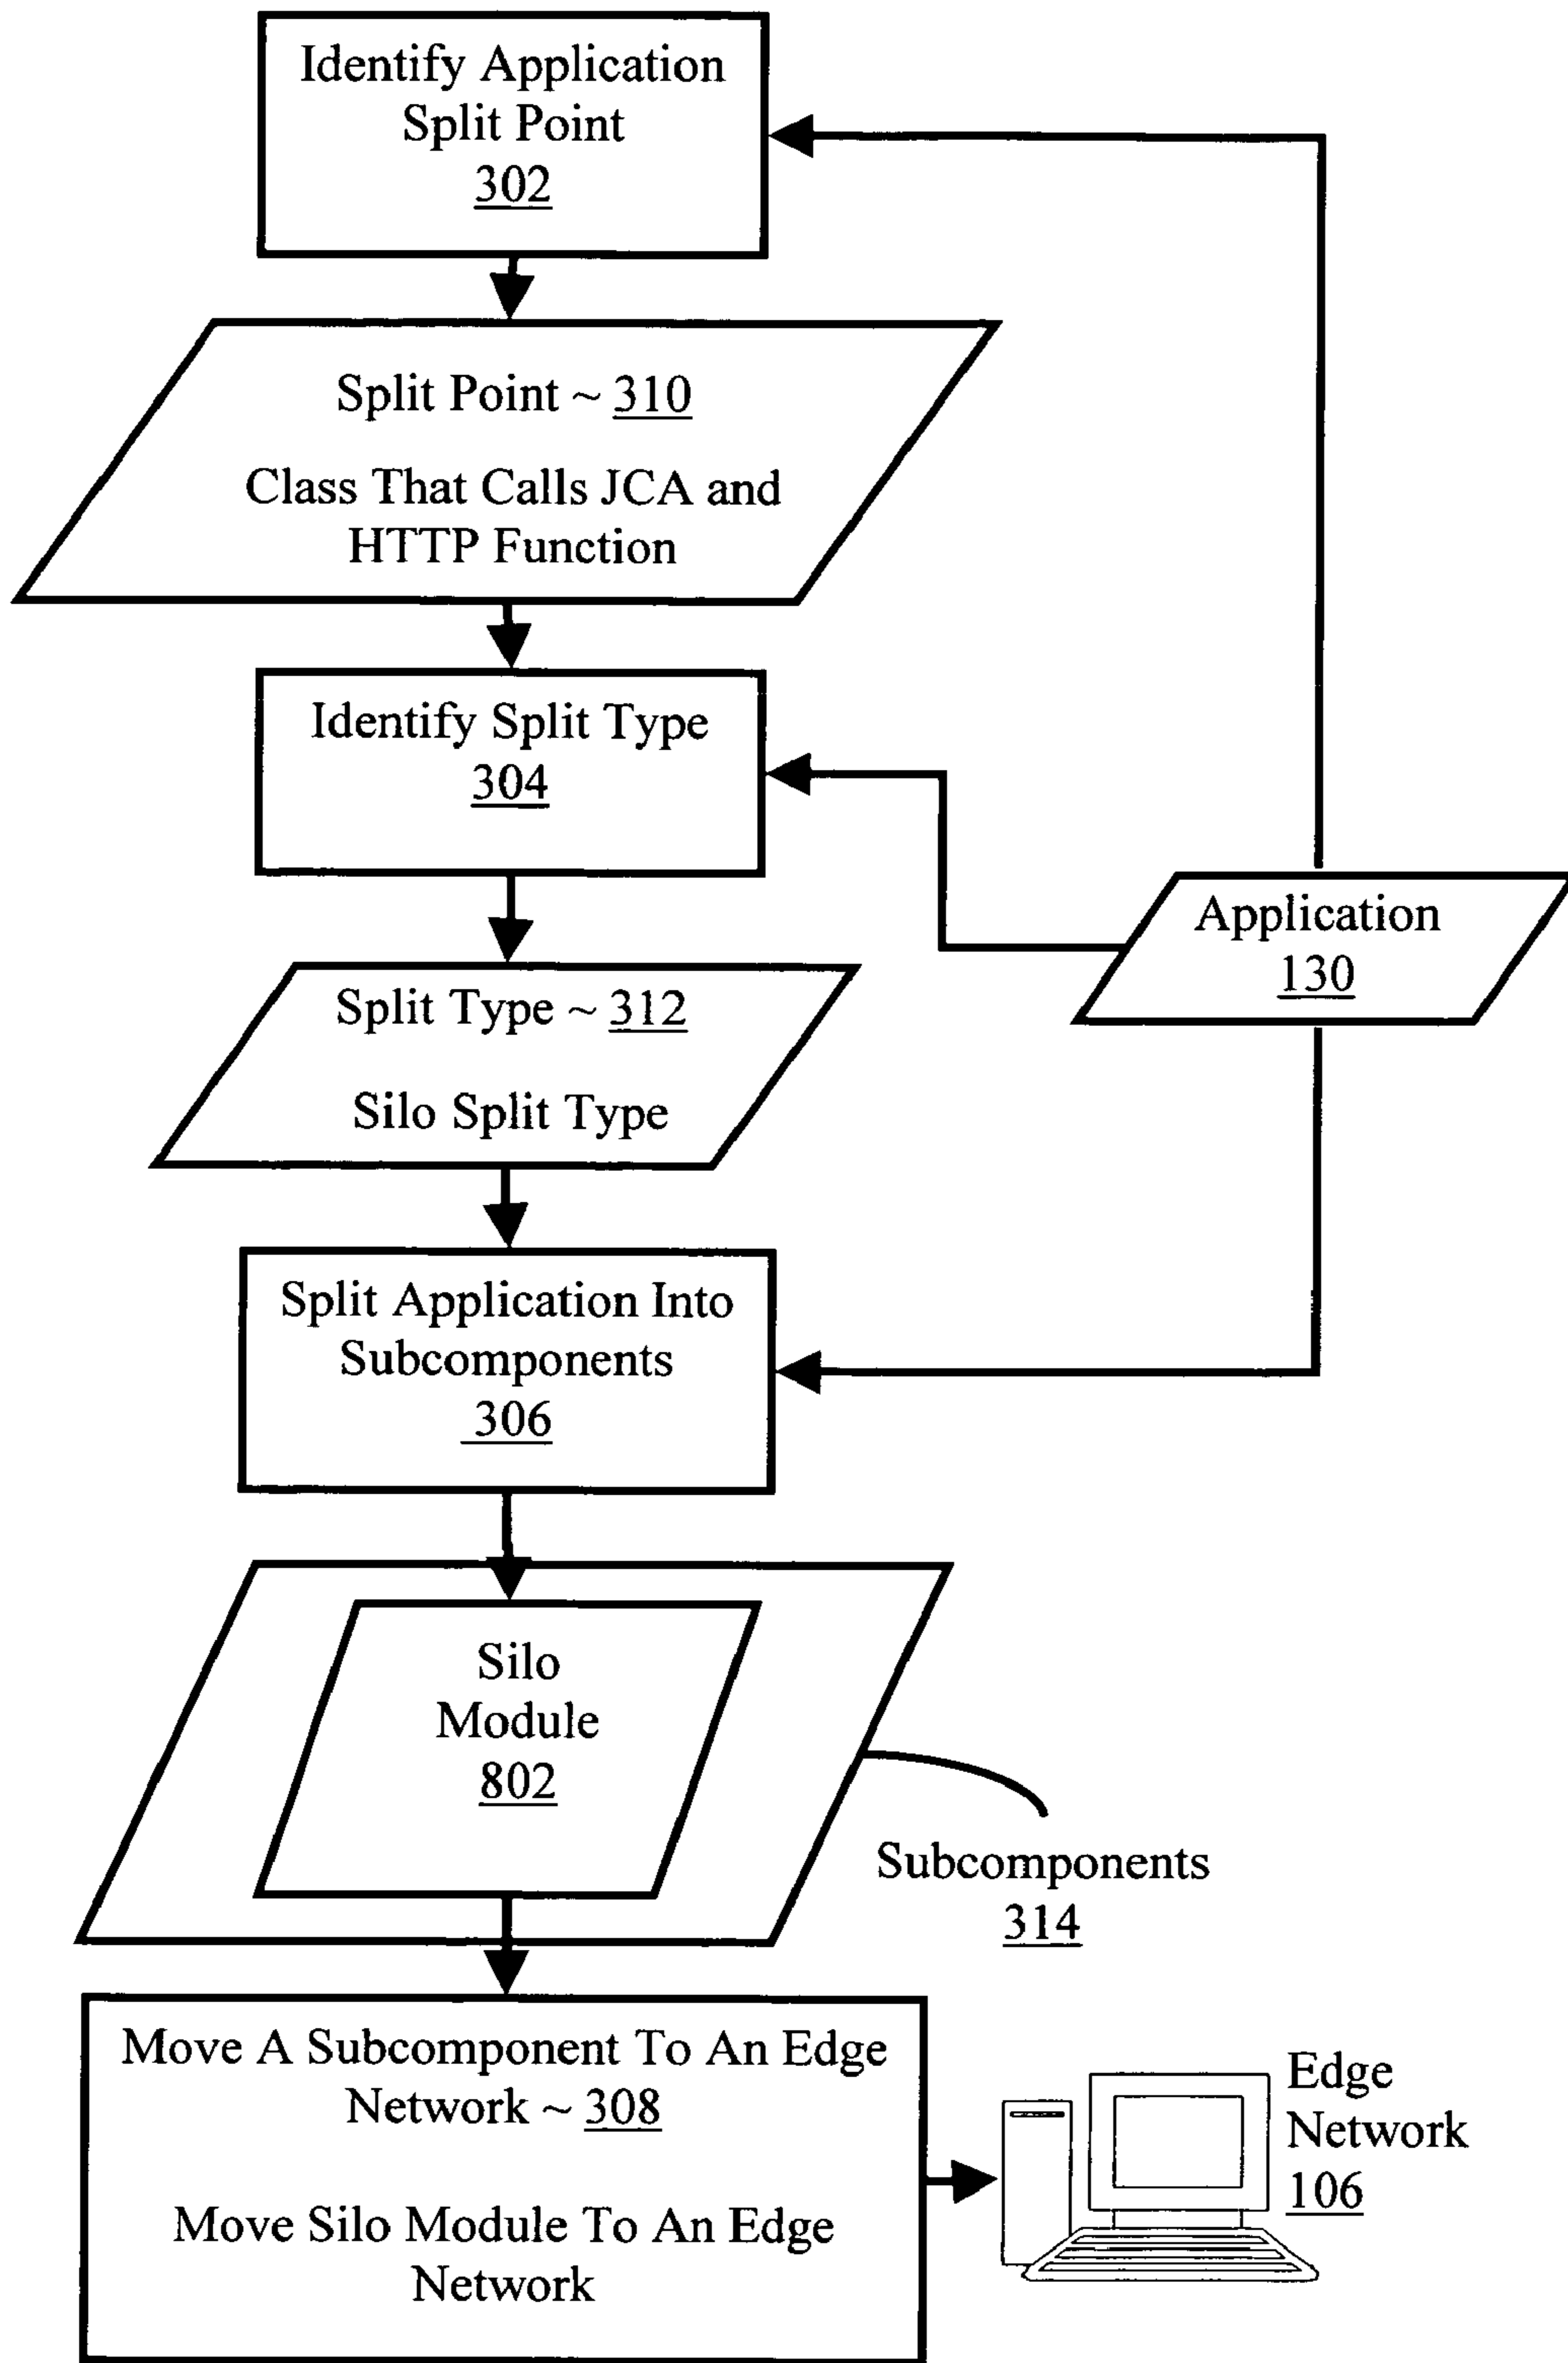 Identify Application
Split Point
302
Split Point ~ 310
Class That Calls JCA and
HTTP Function
Identify Split Type
304
Application
130
Split Type ~ 312
Silo Split Type
Split Application Into
Subcomponents
306
Silo
Module
802
Subcomponents
314
Move A Subcomponent To An Edge
Network ~ 308
Move Silo Module To An Edge
Network
Edge
Network
106